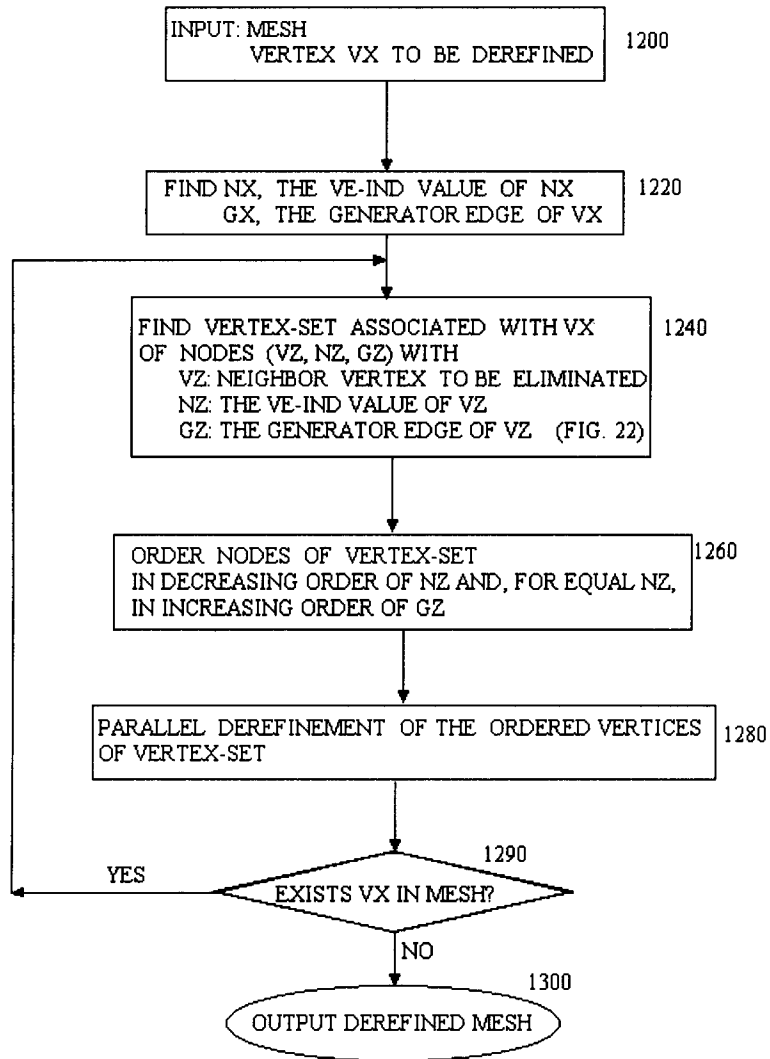 INPUT: MESH
VERTEX VX TO BE DEREFINED
1200
FIND NX, THE VE-IND VALUE OF NX
GX, THE GENERATOR EDGE OF VX
1220
FIND VERTEX-SET ASSOCIATED WITH VX
OF NODES (VZ, NZ, GZ) WITH
VZ: NEIGHBOR VERTEX TO BE ELIMINATED
NZ: THE VE-IND VALUE OF VZ
GZ: THE GENERATOR EDGE OF VZ (FIG. 22)
1240
ORDER NODES OF VERTEX-SET
IN DECREASING ORDER OF NZ AND, FOR EQUAL NZ,
IN INCREASING ORDER OF GZ
1260
PARALLEL DEREFINEMENT OF THE ORDERED VERTICES
OF VERTEX-SET
1280
1290
YES
EXISTS VX IN MESH?
NO
1300
OUTPUT DEREFINED MESH